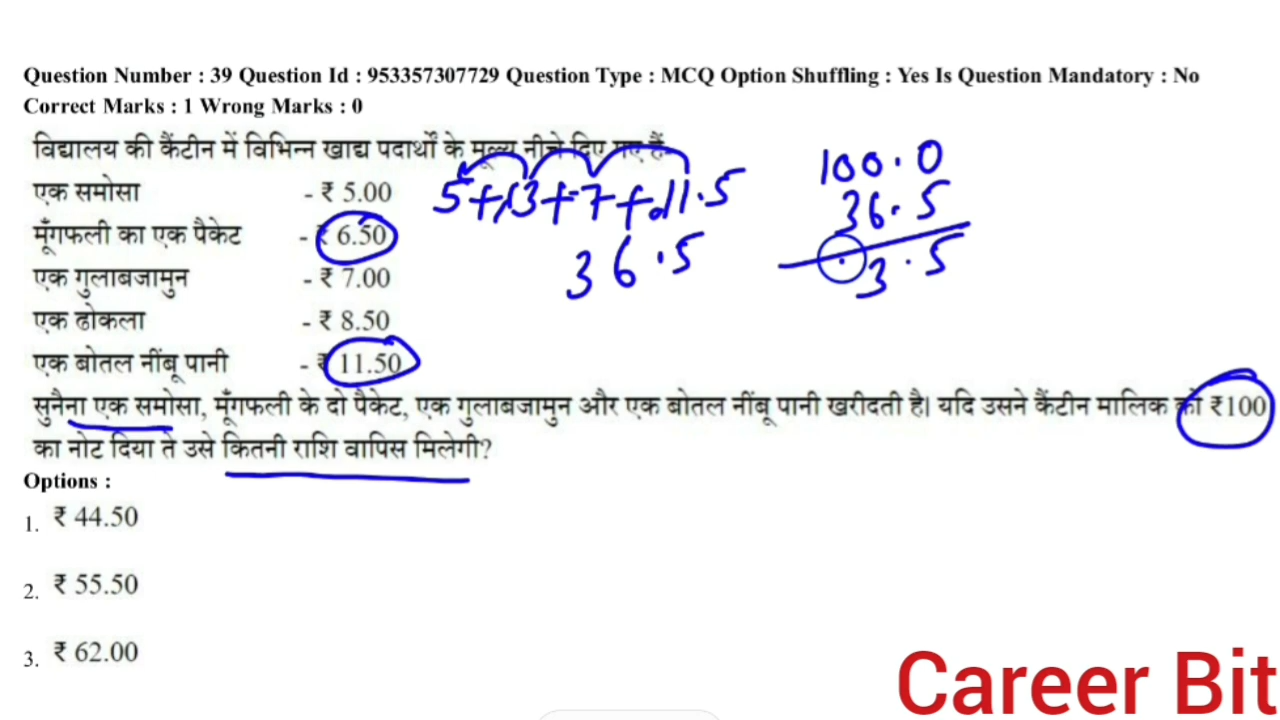 Question Number : 39 Question Id : 953357307729 Question Type : MCQ Option Shuffling : Yes Is Question Mandatory : No
Correct Marks : 1 Wrong Marks : 0
विद्यालय की कैंटीन में विभिन्न खाद्य पदार्थों के मूल्य नीचे दिए गए हैं-
एक समोसा - ₹ 5.00
मूँगफली का एक पैकेट - ₹ 6.50
एक गुलाबजामुन - ₹ 7.00
एक ढोकला - ₹ 8.50
एक बोतल नींबू पानी - ₹ 11.50
5+13+7+11.5
36.5
100.0
36.5
3.5
सुनैना एक समोसा, मूँगफली के दो पैकेट, एक गुलाबजामुन और एक बोतल नींबू पानी खरीदती है। यदि उसने कैंटीन मालिक को ₹100
का नोट दिया ते उसे कितनी राशि वापिस मिलेगी?
Options :
1. ₹ 44.50
2. ₹ 55.50
3. ₹ 62.00
Career Bit